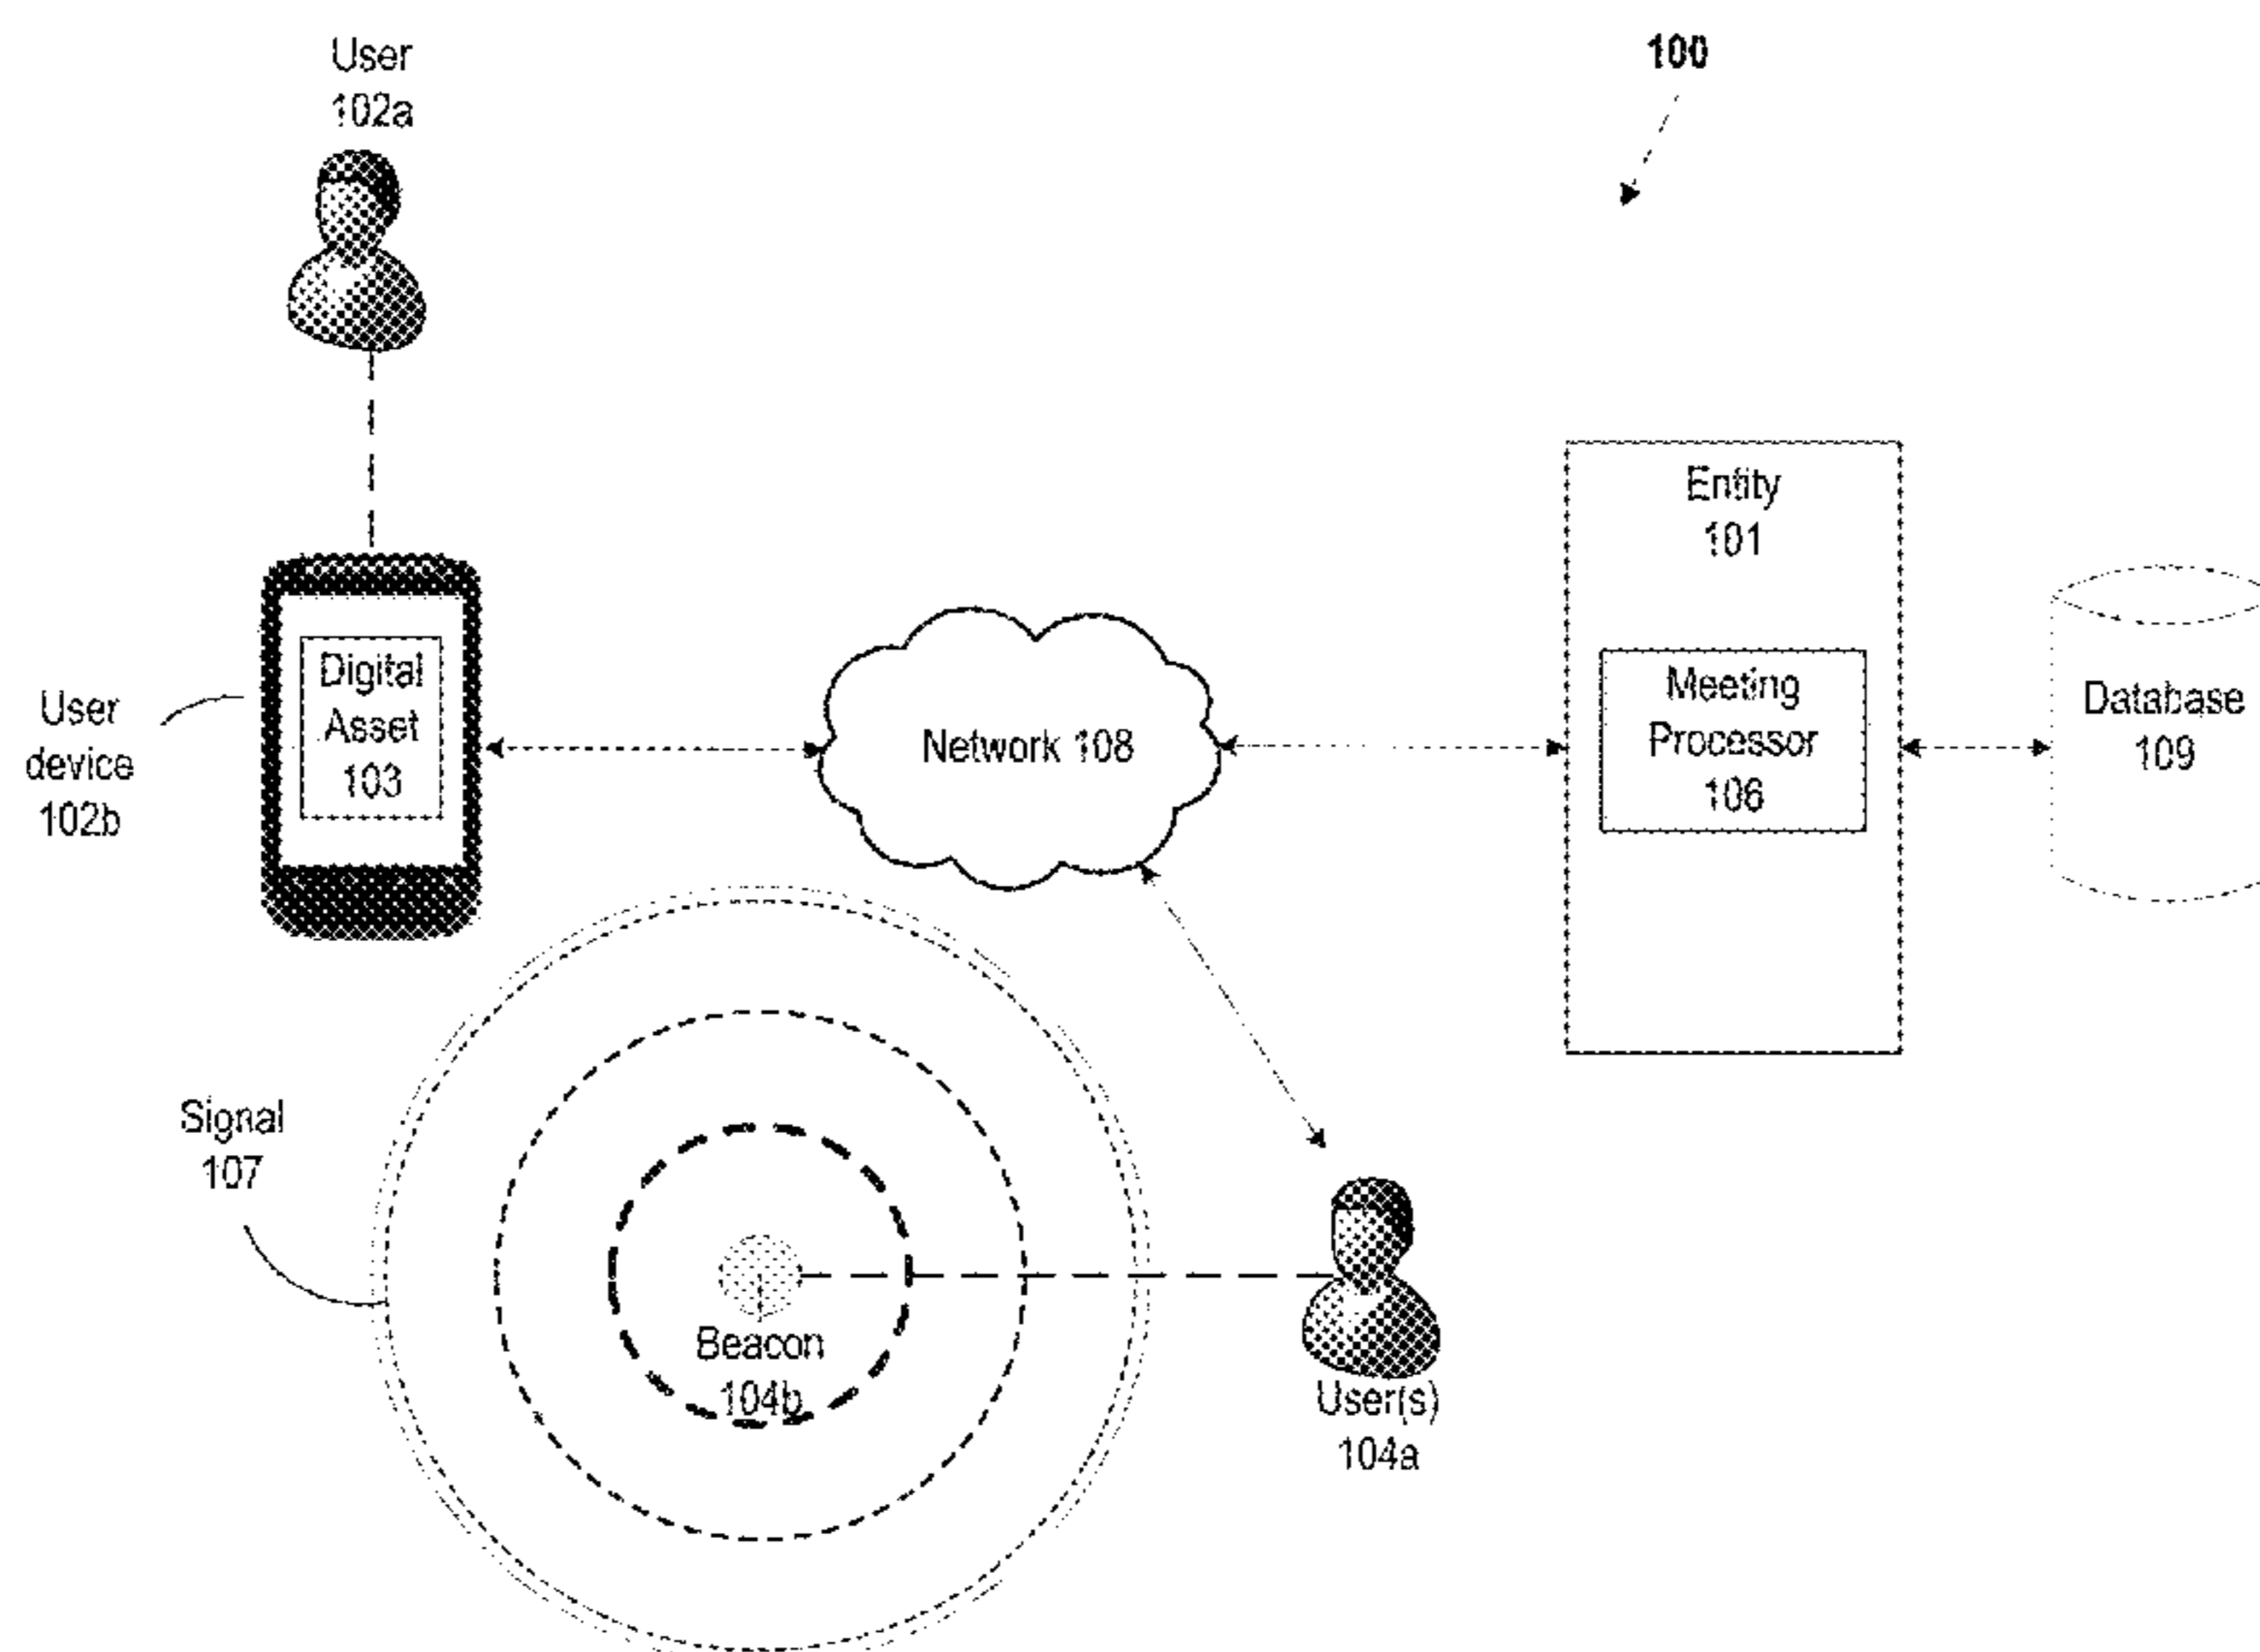 User
102a
100
Entity
101
Digital
Asset
103
User
device
102b
Network 108
Meeting
Processor
106
Database
109
Signal
107
Beacon
104b
User(s)
104a